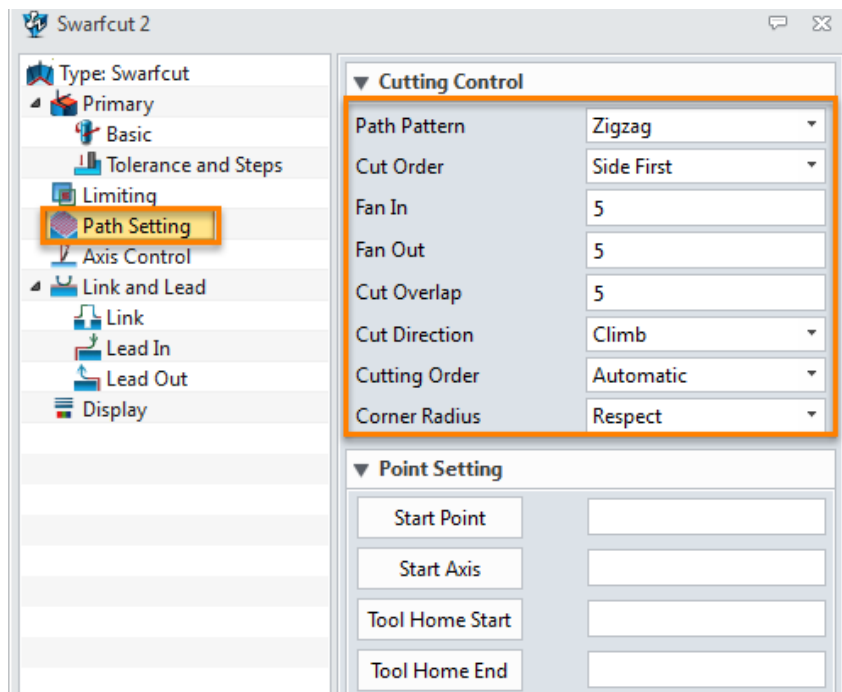 Swarfcut 2
Type: Swarfcut
Primary
Basic
Tolerance and Steps
Limiting
Path Setting
Axis Control
Link and Lead
Link
Lead In
Lead Out
Display
Cutting Control
Path Pattern Zigzag
Cut Order Side First
Fan In 5
Fan Out 5
Cut Overlap 5
Cut Direction Climb
Cutting Order Automatic
Corner Radius Respect
Point Setting
Start Point
Start Axis
Tool Home Start
Tool Home End